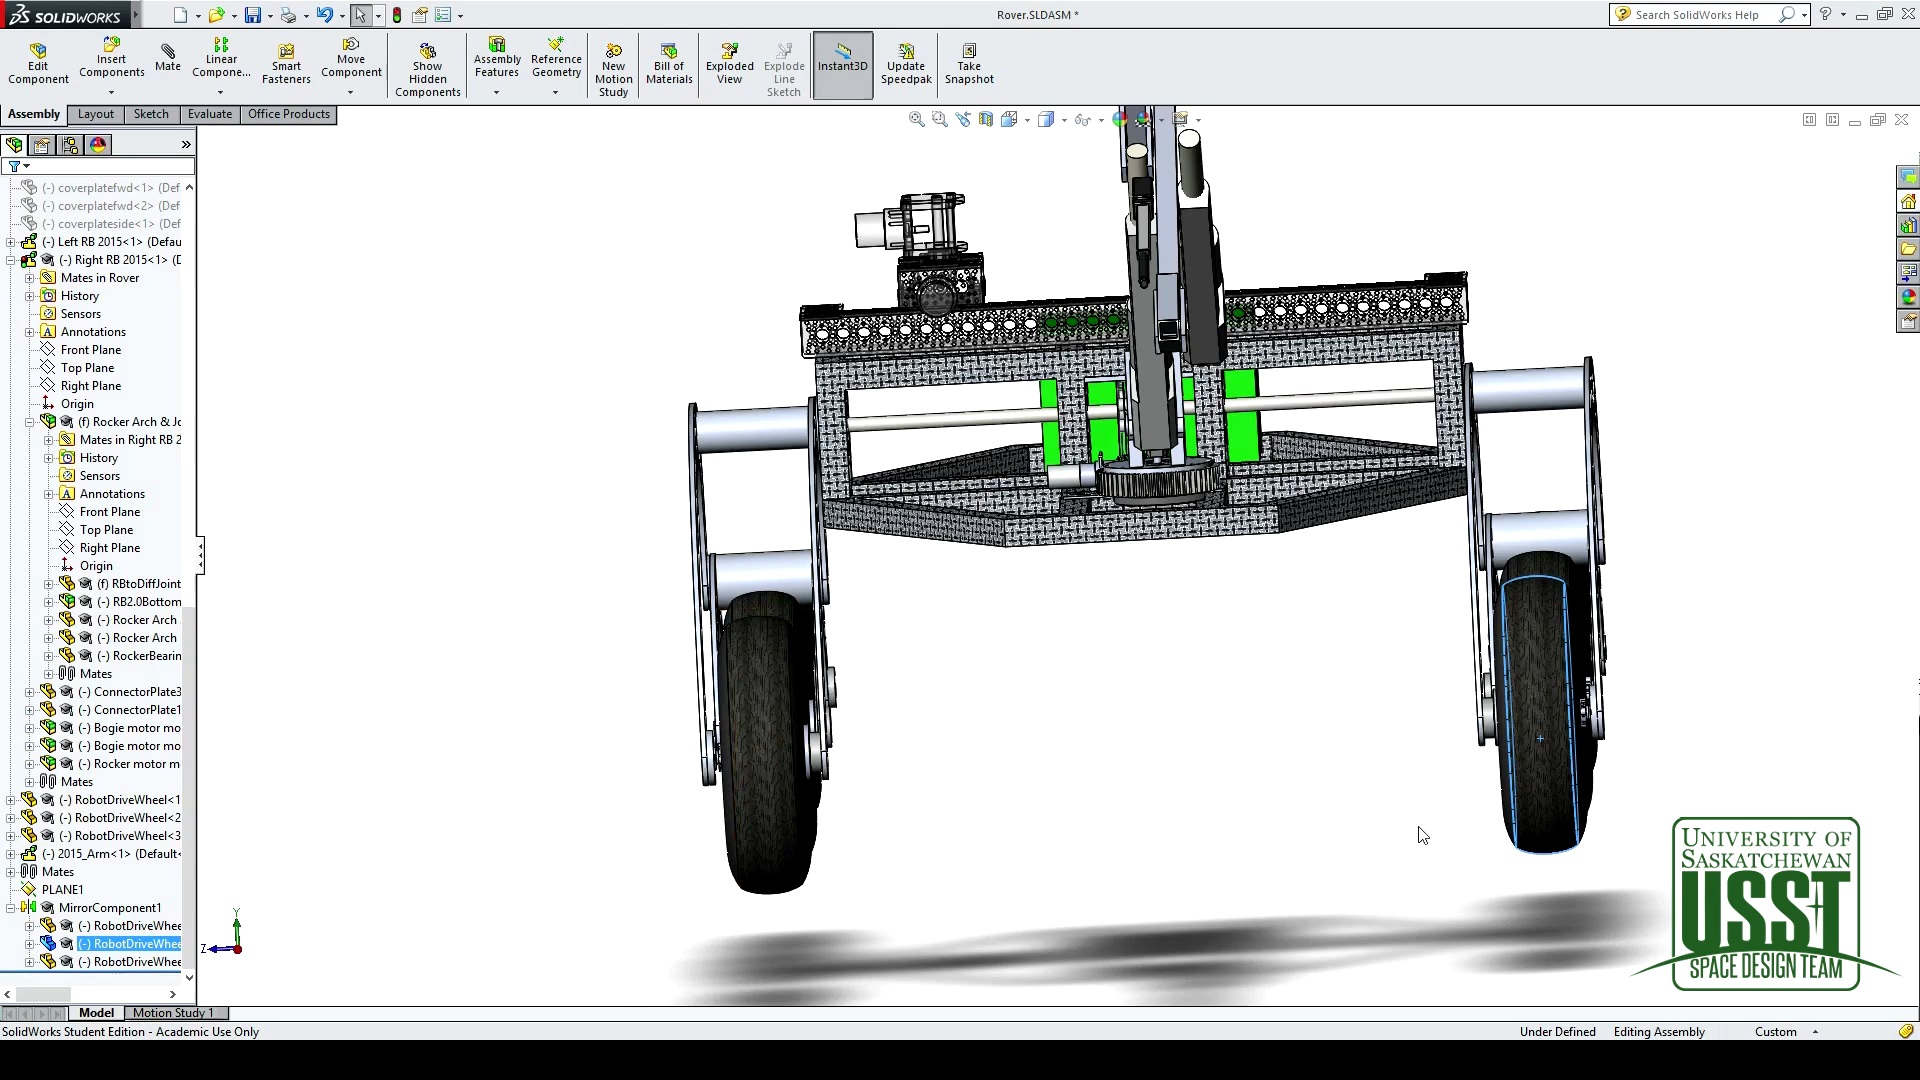 SOLIDWORKS
Rover.SLDASM *
Search SolidWorks Help
Edit
Component
Insert
Components
Mate
Linear
Compone...
Smart
Fasteners
Move
Component
Show
Hidden
Components
Assembly
Features
Reference
Geometry
New
Motion
Study
Bill of
Materials
Exploded
View
Explode
Line
Sketch
Instant3D
Update
Speedpak
Take
Snapshot
Assembly
Layout
Sketch
Evaluate
Office Products
(-) coverplatefwd<1> (Def
(-) coverplatefwd<2> (Def
(-) coverplateside<1> (Def
(-) Left RB 2015<1> (Defau
(-) Right RB 2015<1> (D
Mates in Rover
History
Sensors
Annotations
Front Plane
Top Plane
Right Plane
Origin
(f) Rocker Arch & Jo
Mates in Right RB 2
History
Sensors
Annotations
Front Plane
Top Plane
Right Plane
Origin
(f) RBtoDiffJoint
(-) RB2.0Bottom
(-) Rocker Arch
(-) Rocker Arch
(-) RockerBearin
Mates
(-) ConnectorPlate3
(-) ConnectorPlate1
(-) Bogie motor mo
(-) Bogie motor mo
(-) Rocker motor m
Mates
(-) RobotDriveWheel<1
(-) RobotDriveWheel<2
(-) RobotDriveWheel<3
(-) 2015_Arm<1> (Default<
Mates
PLANE1
MirrorComponent1
(-) RobotDriveWhee
(-) RobotDriveWhee
(-) RobotDriveWhee
Y
Z
UNIVERSITY OF
SASKATCHEWAN
USST
SPACE DESIGN TEAM
Model
Motion Study 1
SolidWorks Student Edition - Academic Use Only
Under Defined
Editing Assembly
Custom